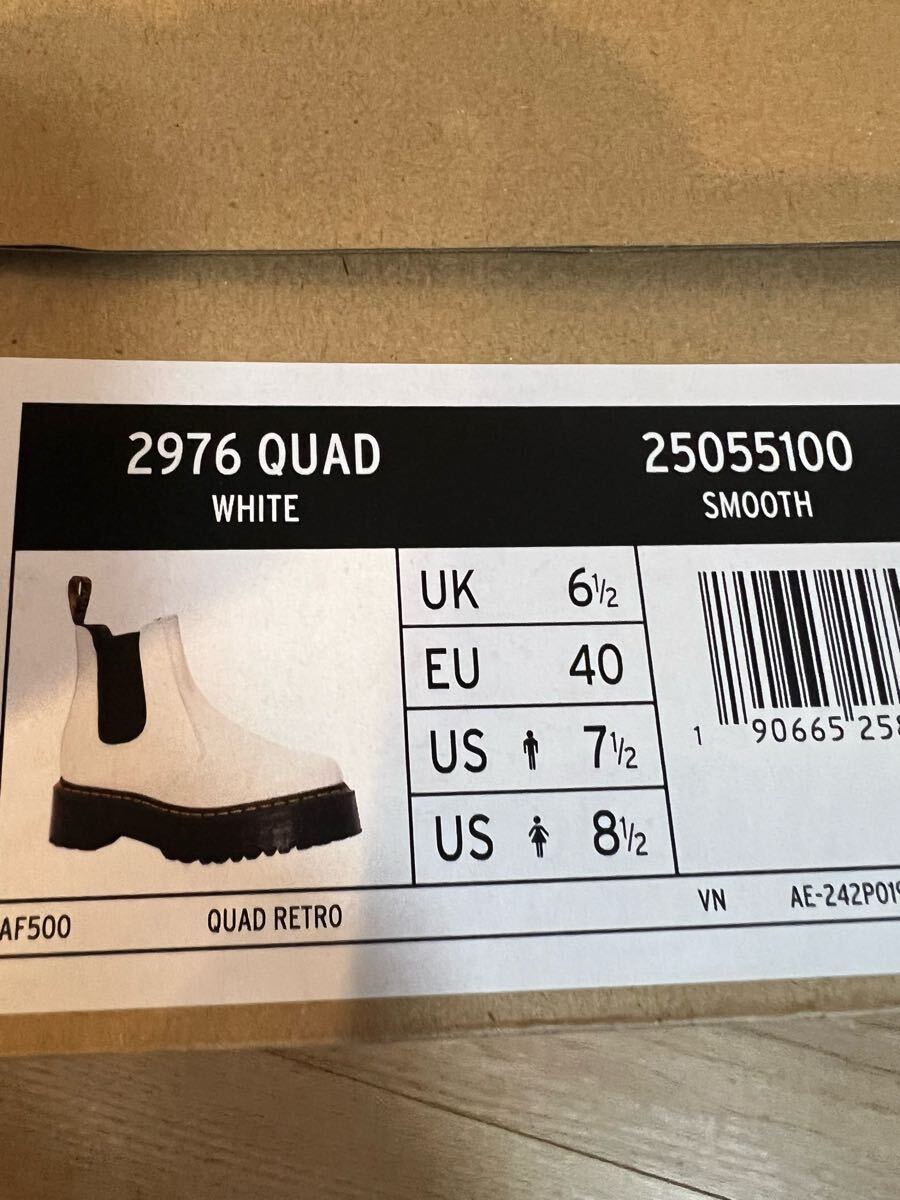 2976 QUAD
WHITE
25055100
SMOOTH
UK 6½
EU 40
US 7½
US 8½
1 90665 25
AF500
QUAD RETRO
VN
AE-242P01